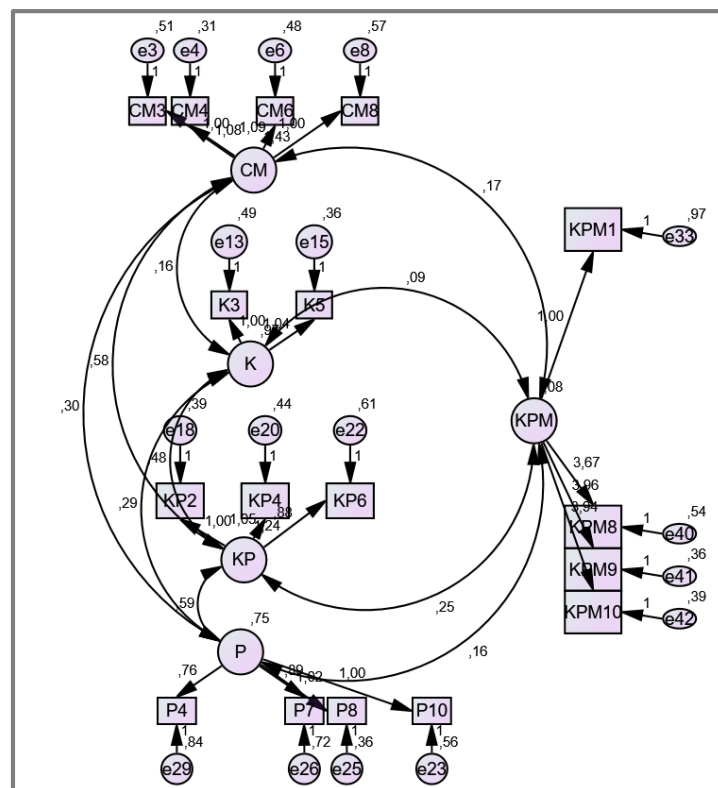 ,51 ,31 ,48 ,57
e3 e4 e6 e8
1 1 1 1
CM3 CM4 CM6 CM8
1,00 1,08 1,09 1,00
,43
CM
,17
,49 ,36
,97
e13 e15
KPM1 1 e33
,16
1 1
,09
K3 K5
1,00 1,04
,97
1,00
K
,58
,08
,30
,39 ,44 ,61
KPM
e18 e20 e22
,48
1 1 1
3,67
,29
KP2 KP4 KP6
3,96
3,94
,54
1,00 1,05 ,88
KPM8 1 e40
,24
,36
KP
KPM9 1 e41
,39
,59
,25
KPM10 1 e42
,75
P
,16
,76 ,89 1,02 1,00
P4 P7 P8 P10
1 1 1 1
,84 ,72 ,36 ,56
e29 e26 e25 e23